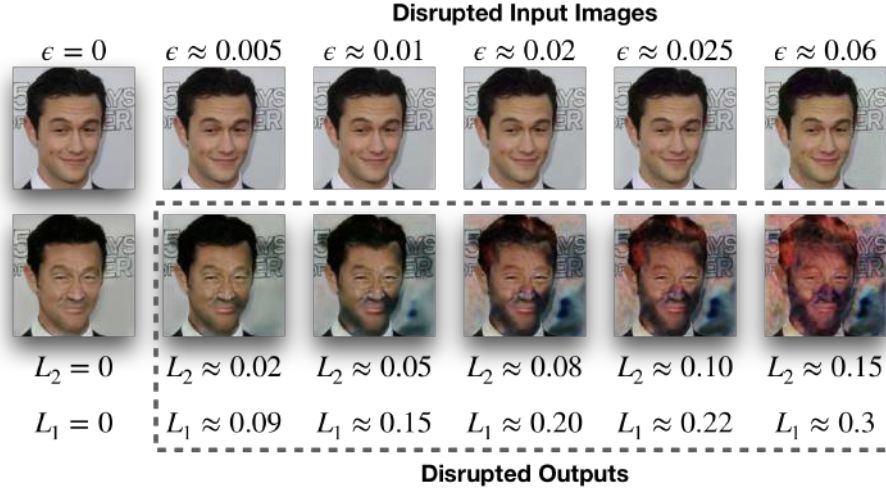 Disrupted Input Images
ϵ = 0 ϵ ≈ 0.005 ϵ ≈ 0.01 ϵ ≈ 0.02 ϵ ≈ 0.025 ϵ ≈ 0.06
L₂ = 0 L₂ ≈ 0.02 L₂ ≈ 0.05 L₂ ≈ 0.08 L₂ ≈ 0.10 L₂ ≈ 0.15
L₁ = 0 L₁ ≈ 0.09 L₁ ≈ 0.15 L₁ ≈ 0.20 L₁ ≈ 0.22 L₁ ≈ 0.3
Disrupted Outputs